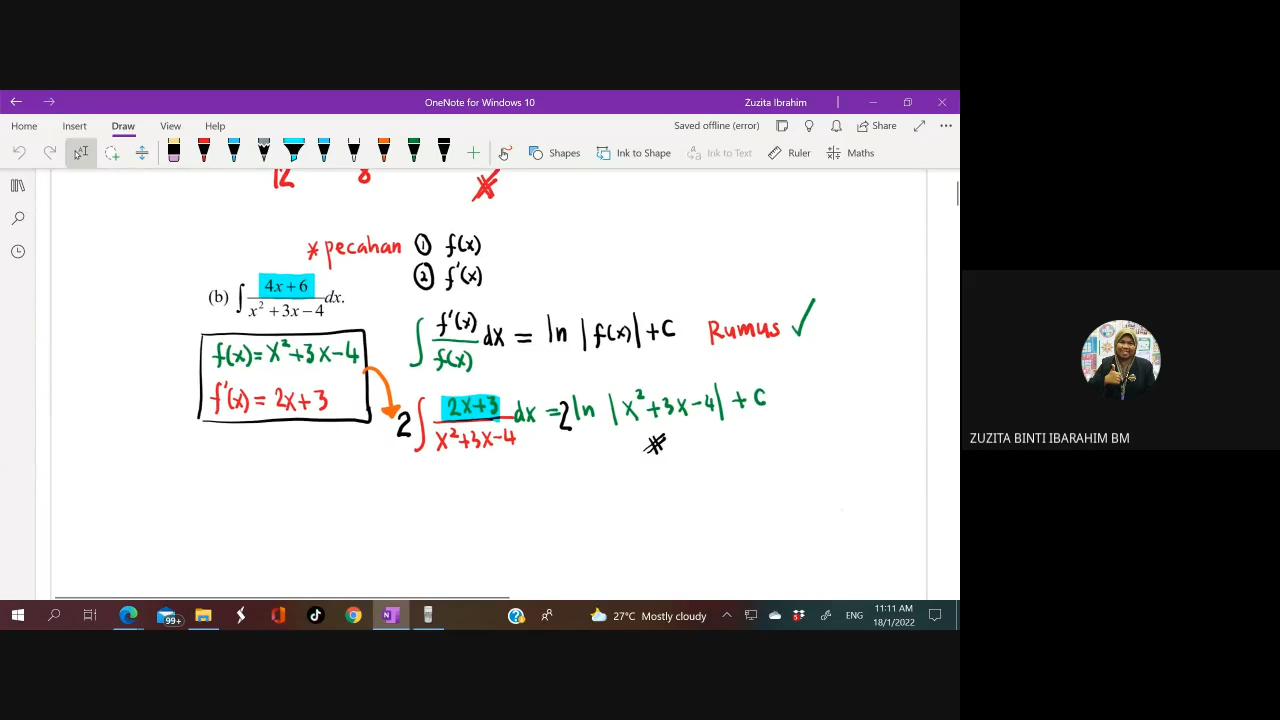 OneNote for Windows 10
Zuzita Ibrahim
Home Insert Draw View Help
Saved offline (error)
Share
Shapes
Ink to Shape
Ink to Text
Ruler
Maths
12 8
* pecahan ① f(x)
② f'(x)
(b) ∫ (4x + 6)/(x² + 3x − 4) dx.
∫ f'(x)/f(x) dx = ln |f(x)| + C Rumus ✓
f(x) = x² + 3x − 4
f'(x) = 2x + 3
2 ∫ (2x+3)/(x²+3x−4) dx = 2 ln |x² + 3x − 4| + C
ZUZITA BINTI IBARAHIM BM
99+
27°C Mostly cloudy
ENG
11:11 AM
18/1/2022